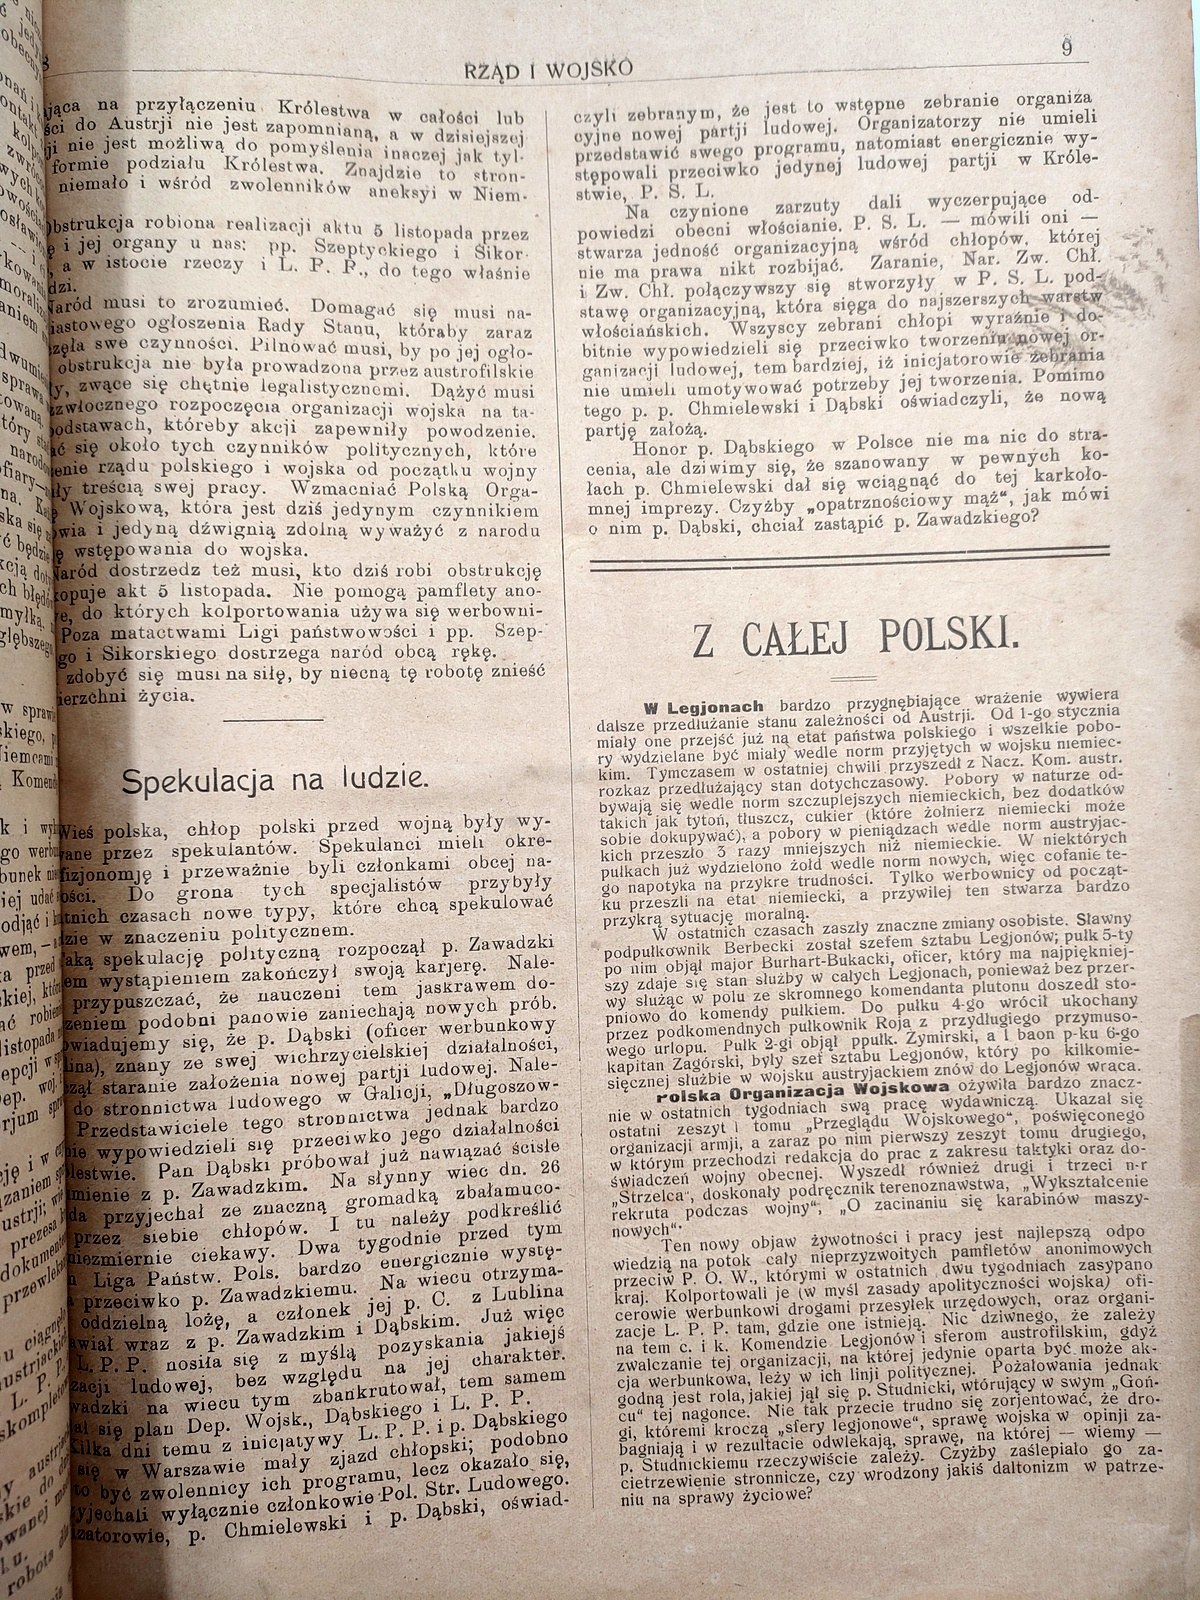 RZĄD I WOJSKO
9
na przyłączeniu Królestwa w całości lub
do Austrji nie jest zapomnianą, a w dzisiejszej
nie jest możliwą do pomyślenia inaczej jak tyl-
formie podziału Królestwa. Znajdzie to stron-
niemało i wśród zwolenników aneksyi w Niem-
obstrukcja robiona realizacji aktu 5 listopada przez
i jej organy u nas: pp. Szeptyckiego i Sikor-
a w istocie rzeczy i L. P. P., do tego właśnie
Naród musi to zrozumieć. Domagać się musi na-
ogłoszenia Rady Stanu, któraby zaraz
swe czynności. Pilnować musi, by po jej ogło-
obstrukcja nie była prowadzona przez austrofilskie
zwące się chętnie legalistycznemi. Dążyć musi
rozpoczęcia organizacji wojska na ta-
podstawach, któreby akcji zapewniły powodzenie.
się około tych czynników politycznych, które
rządu polskiego i wojska od początku wojny
treścią swej pracy. Wzmacniać Polską Orga-
Wojskową, która jest dziś jedynym czynnikiem
i jedyną dźwignią zdolną wyważyć z narodu
wstępowania do wojska.
Naród dostrzedz też musi, kto dziś robi obstrukcję
akt 5 listopada. Nie pomogą pamflety ano-
do których kolportowania używa się werbowni-
Poza matactwami Ligi państwowości i pp. Szep-
i Sikorskiego dostrzega naród obcą rękę.
zdobyć się musi na siłę, by niecną tę robotę znieść
życia.
Spekulacja na ludzie.
Wieś polska, chłop polski przed wojną były wy-
przez spekulantów. Spekulanci mieli okre-
fizjonomję i przeważnie byli członkami obcej na-
Do grona tych specjalistów przybyły
czasach nowe typy, które chcą spekulować
w znaczeniu politycznem.
spekulację polityczną rozpoczął p. Zawadzki
wystąpieniem zakończył swoją karjerę. Nale-
przypuszczać, że nauczeni tem jaskrawem do-
podobni panowie zaniechają nowych prób.
się, że p. Dąbski (oficer werbunkowy
znany ze swej wichrzycielskiej działalności,
staranie założenia nowej partji ludowej. Nale-
do stronnictwa ludowego w Galicji, „Długoszow-
Przedstawiciele tego stronnictwa jednak bardzo
wypowiedzieli się przeciwko jego działalności
Pan Dąbski próbował już nawiązać ścisłe
z p. Zawadzkim. Na słynny wiec dn. 26
przyjechał ze znaczną gromadką zbałamuco-
przez siebie chłopów. I tu należy podkreślić
niezmiernie ciekawy. Dwa tygodnie przed tym
Liga Państw. Pols. bardzo energicznie wystę-
przeciwko p. Zawadzkiemu. Na wiecu otrzyma-
oddzielną lożę, a członek jej p. C. z Lublina
wraz z p. Zawadzkim i Dąbskim. Już więc
L. P. P. nosiła się z myślą pozyskania jakiejś
ludowej, bez względu na jej charakter.
na wiecu tym zbankrutował, tem samem
się plan Dep. Wojsk., Dąbskiego i L. P. P.
Kilka dni temu z inicjatywy L. P. P. i p. Dąbskiego
się w Warszawie mały zjazd chłopski; podobno
to być zwolennicy ich programu, lecz okazało się,
wyłącznie członkowie Pol. Str. Ludowego.
p. Chmielewski i p. Dąbski, oświad-
czyli zebranym, że jest to wstępne zebranie organiza
cyjne nowej partji ludowej. Organizatorzy nie umieli
przedstawić swego programu, natomiast energicznie wy-
stępowali przeciwko jedynej ludowej partji w Króle-
stwie, P. S. L.
Na czynione zarzuty dali wyczerpujące od-
powiedzi obecni włościanie. P. S. L. — mówili oni —
stwarza jedność organizacyjną wśród chłopów, której
nie ma prawa nikt rozbijać. Zaranie, Nar. Zw. Chł.
i Zw. Chł. połączywszy się stworzyły w P. S. L. pod-
stawę organizacyjną, która sięga do najszerszych warstw
włościańskich. Wszyscy zebrani chłopi wyraźnie i do-
bitnie wypowiedzieli się przeciwko tworzeniu nowej or-
ganizacji ludowej, tem bardziej, iż inicjatorowie zebrania
nie umieli umotywować potrzeby jej tworzenia. Pomimo
tego p. p. Chmielewski i Dąbski oświadczyli, że nową
partję założą.
Honor p. Dąbskiego w Polsce nie ma nic do stra-
cenia, ale dziwimy się, że szanowany w pewnych ko-
łach p. Chmielewski dał się wciągnąć do tej karkoło-
mnej imprezy. Czyżby „opatrznościowy mąż“, jak mówi
o nim p. Dąbski, chciał zastąpić p. Zawadzkiego?
Z CAŁEJ POLSKI.
W Legjonach bardzo przygnębiające wrażenie wywiera
dalsze przedłużanie stanu zależności od Austrji. Od 1-go stycznia
miały one przejść już na etat państwa polskiego i wszelkie pobo-
ry wydzielane być miały wedle norm przyjętych w wojsku niemiec-
kim. Tymczasem w ostatniej chwili przyszedł z Nacz. Kom. austr.
rozkaz przedłużający stan dotychczasowy. Pobory w naturze od-
bywają się wedle norm szczuplejszych niemieckich, bez dodatków
takich jak tytoń, tłuszcz, cukier (które żołnierz niemiecki może
sobie dokupywać), a pobory w pieniądzach wedle norm austryjac-
kich przeszło 3 razy mniejszych niż niemieckie. W niektórych
pułkach już wydzielono żołd wedle norm nowych, więc cofanie te-
go napotyka na przykre trudności. Tylko werbownicy od począt-
ku przeszli na etat niemiecki, a przywilej ten stwarza bardzo
przykrą sytuację moralną.
W ostatnich czasach zaszły znaczne zmiany osobiste. Sławny
podpułkownik Berbecki został szefem sztabu Legjonów; pułk 5-ty
po nim objął major Burhart-Bukacki, oficer, który ma najpiękniej-
szy zdaje się stan służby w całych Legjonach, ponieważ bez przer-
wy służąc w polu ze skromnego komendanta plutonu doszedł sto-
pniowo do komendy pułkiem. Do pułku 4-go wrócił ukochany
przez podkomendnych pułkownik Roja z przydługiego przymuso-
wego urlopu. Pułk 2-gi objął ppułk. Żymirski, a I baon p-ku 6-go
kapitan Zagórski, były szef sztabu Legjonów, który po kilkomie-
sięcznej służbie w wojsku austryjackiem znów do Legjonów wraca.
Polska Organizacja Wojskowa ożywiła bardzo znacz-
nie w ostatnich tygodniach swą pracę wydawniczą. Ukazał się
ostatni zeszyt I tomu „Przeglądu Wojskowego“, poświęconego
organizacji armji, a zaraz po nim pierwszy zeszyt tomu drugiego,
w którym przechodzi redakcja do prac z zakresu taktyki oraz do-
świadczeń wojny obecnej. Wyszedł również drugi i trzeci n-r
„Strzelca“, doskonały podręcznik terenoznawstwa, „Wykształcenie
rekruta podczas wojny“, „O zacinaniu się karabinów maszy-
nowych“.
Ten nowy objaw żywotności i pracy jest najlepszą odpo
wiedzią na potok cały nieprzyzwoitych pamfletów anonimowych
przeciw P. O. W., którymi w ostatnich dwu tygodniach zasypano
kraj. Kolportowali je (w myśl zasady apolityczności wojska) ofi-
cerowie werbunkowi drogami przesyłek urzędowych, oraz organi-
zacje L. P. P. tam, gdzie one istnieją. Nic dziwnego, że zależy
na tem c. i k. Komendzie Legjonów i sferom austrofilskim, gdyż
zwalczanie tej organizacji, na której jedynie oparta być może ak-
cja werbunkowa, leży w ich linji politycznej. Pożałowania jednak
godną jest rola, jakiej jął się p. Studnicki, wtórujący w swym „Goń-
cu“ tej nagonce. Nie tak przecie trudno się zorjentować, że dro-
gi, któremi kroczą „sfery legjonowe“, sprawę wojska w opinji za-
bagniają i w rezultacie odwlekają, sprawę, na której — wiemy —
p. Studnickiemu rzeczywiście zależy. Czyżby zaślepiało go za-
cietrzewienie stronnicze, czy wrodzony jakiś daltonizm w patrze-
niu na sprawy życiowe?